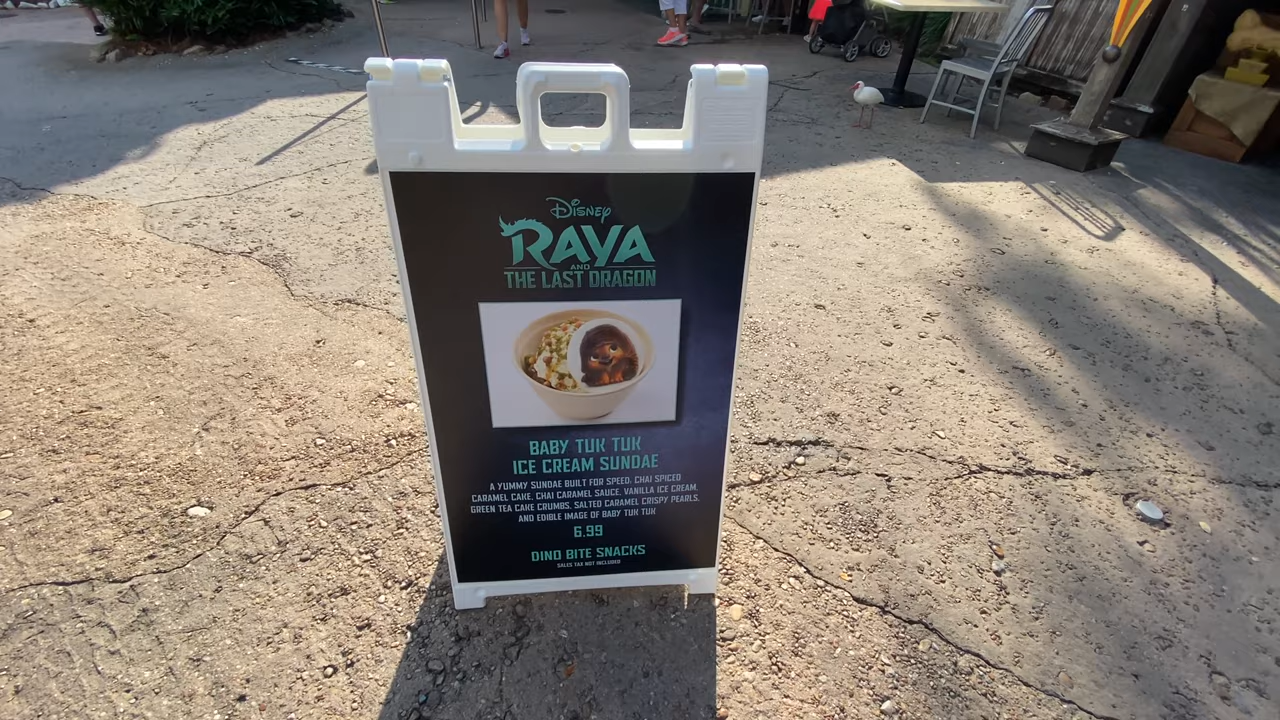 DISNEY
RAYA
AND
THE LAST DRAGON
BABY TUK TUK
ICE CREAM SUNDAE
A YUMMY SUNDAE BUILT FOR SPEED. CHAI SPICED
CARAMEL CAKE, CHAI CARAMEL SAUCE, VANILLA ICE CREAM,
GREEN TEA CAKE CRUMBS, SALTED CARAMEL CRISPY PEARLS,
AND EDIBLE IMAGE OF BABY TUK TUK
6.99
DINO BITE SNACKS
SALES TAX NOT INCLUDED